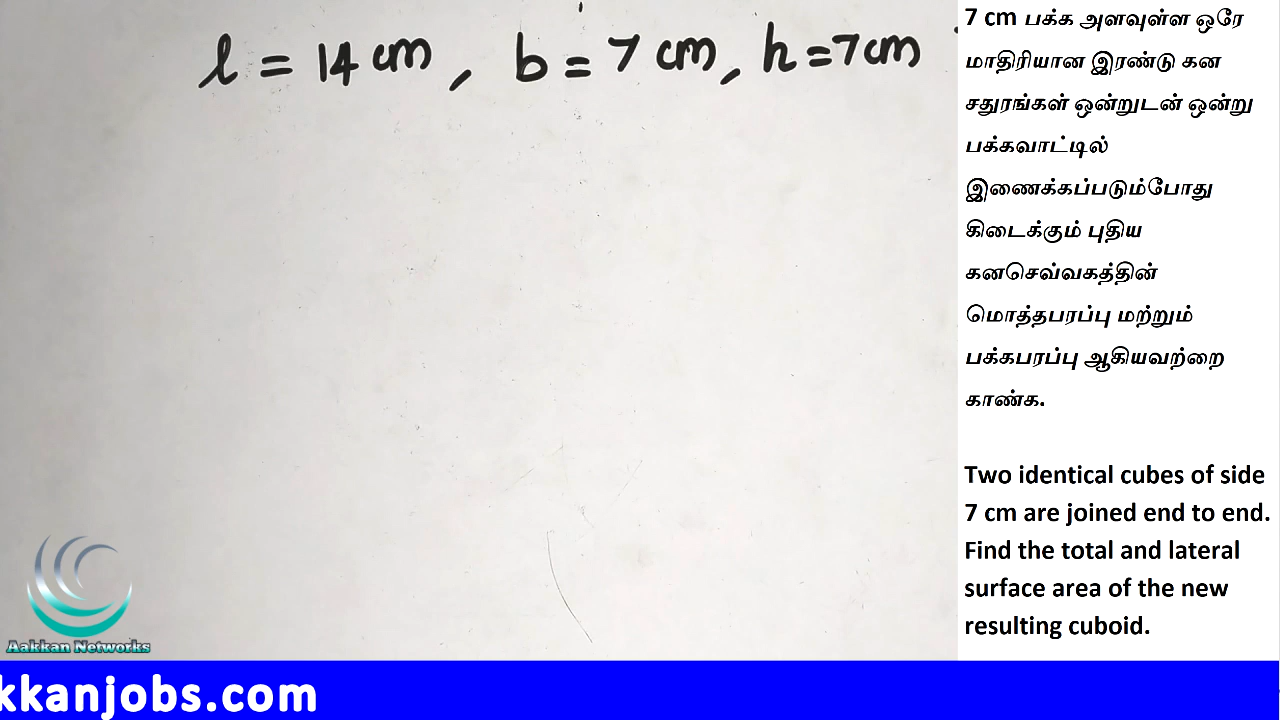 l = 14 cm, b = 7 cm, h = 7cm
7 cm பக்க அளவுள்ள ஒரே
மாதிரியான இரண்டு கன
சதுரங்கள் ஒன்றுடன் ஒன்று
பக்கவாட்டில்
இணைக்கப்படும்போது
கிடைக்கும் புதிய
கனசெவ்வகத்தின்
மொத்தபரப்பு மற்றும்
பக்கபரப்பு ஆகியவற்றை
காண்க.
Two identical cubes of side
7 cm are joined end to end.
Find the total and lateral
surface area of the new
resulting cuboid.
Aakkan Networks
kkanjobs.com